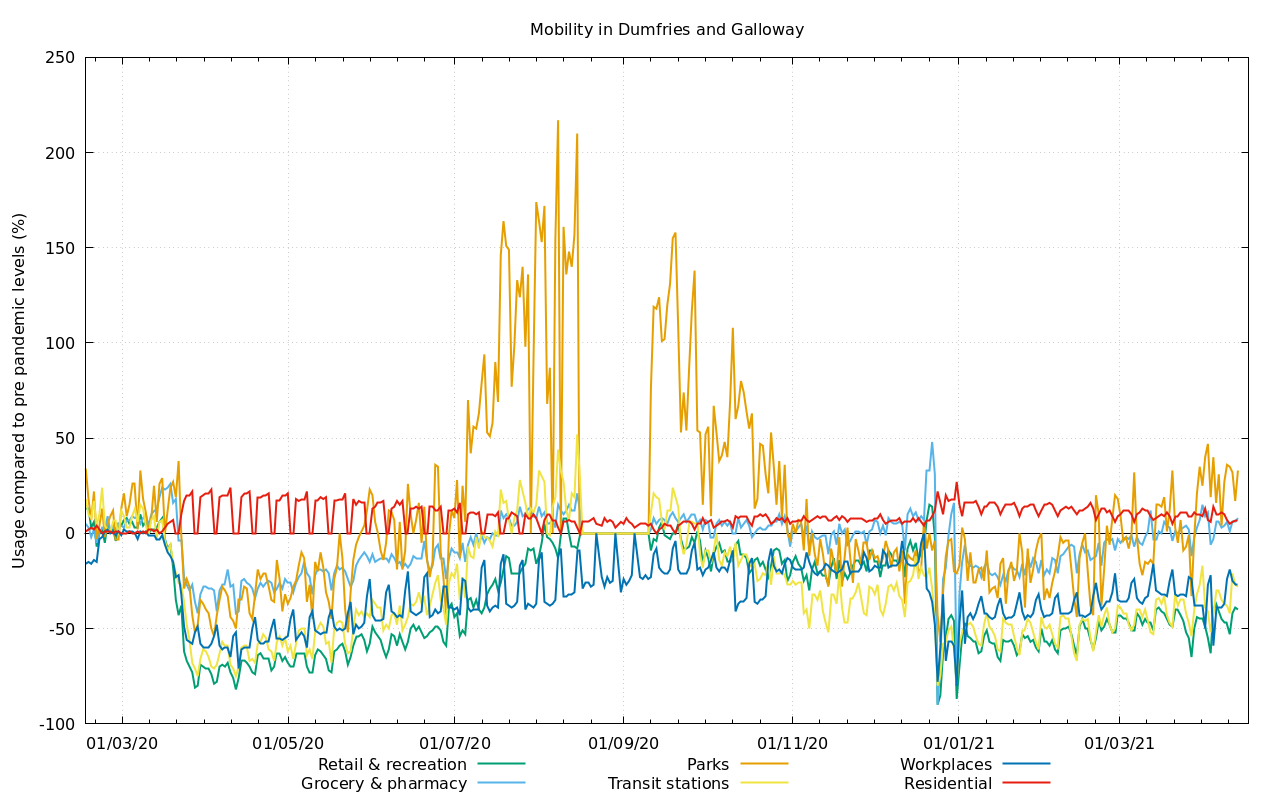 Mobility in Dumfries and Galloway
Usage compared to pre pandemic levels (%)
250
200
150
100
50
0
-50
-100
01/03/20 01/05/20 01/07/20 01/09/20 01/11/20 01/01/21 01/03/21
Retail & recreation Parks Workplaces
Grocery & pharmacy Transit stations Residential